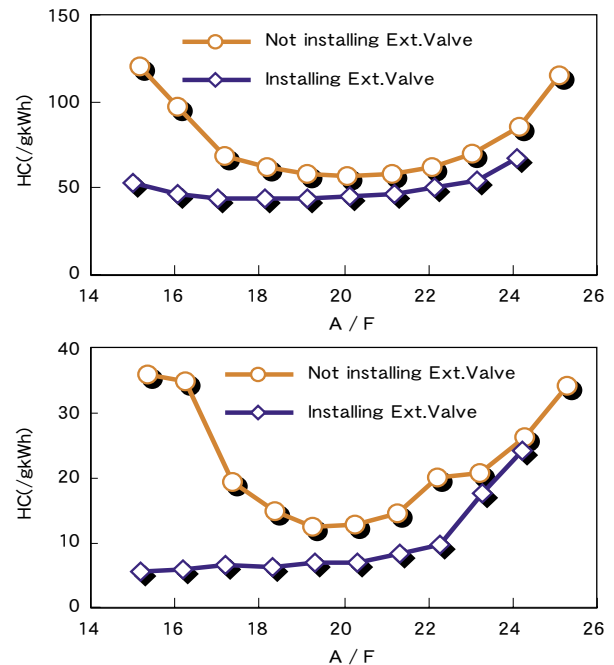 150
Not installing Ext.Valve
Installing Ext.Valve
100
HC(/gkWh)
50
0
14 16 18 20 22 24 26
A / F
40
Not installing Ext.Valve
30
Installing Ext.Valve
HC(/gkWh)
20
10
0
14 16 18 20 22 24 26
A / F